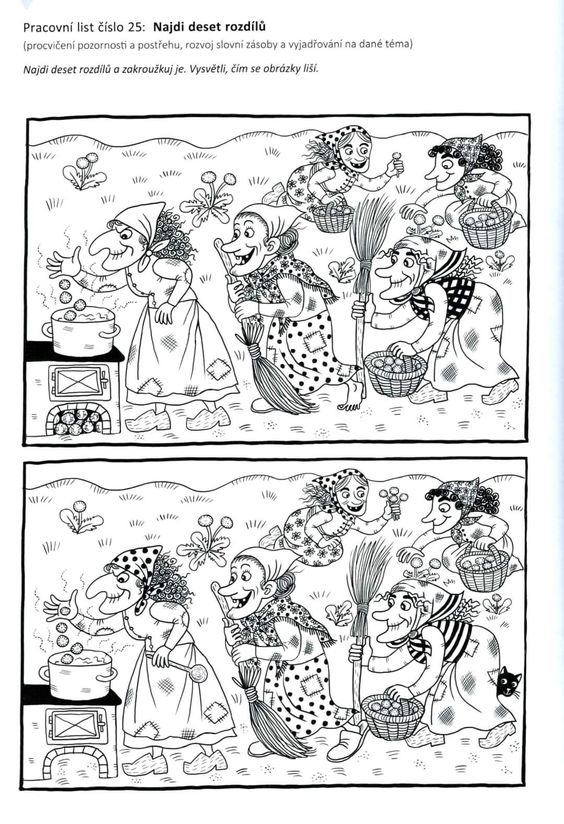 Pracovní list číslo 25: Najdi deset rozdílů
(procvičení pozornosti a postřehu, rozvoj slovní zásoby a vyjadřování na dané téma)
Najdi deset rozdílů a zakroužkuj je. Vysvětli, čím se obrázky liší.